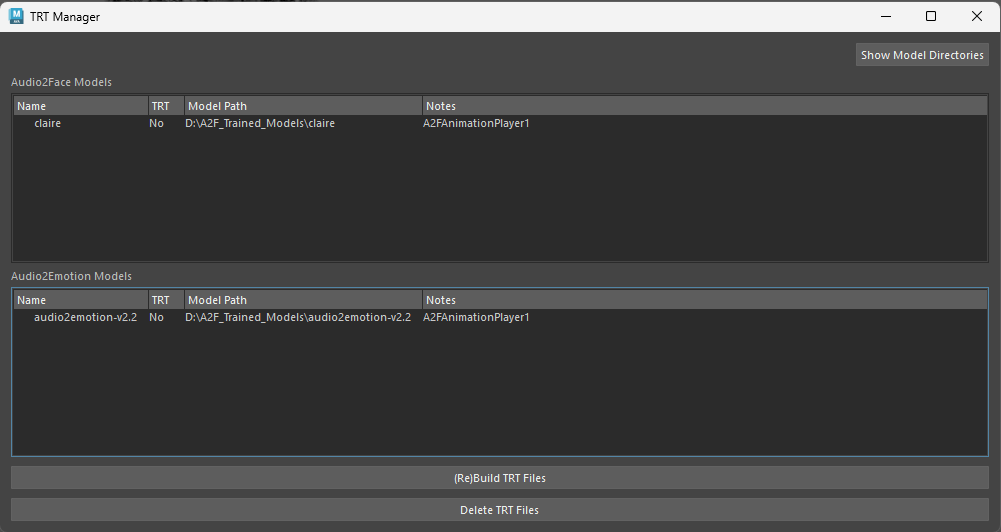 TRT Manager
Show Model Directories
Audio2Face Models
Name TRT Model Path Notes
claire No D:\A2F_Trained_Models\claire A2FAnimationPlayer1
Audio2Emotion Models
Name TRT Model Path Notes
audio2emotion-v2.2 No D:\A2F_Trained_Models\audio2emotion-v2.2 A2FAnimationPlayer1
(Re)Build TRT Files
Delete TRT Files